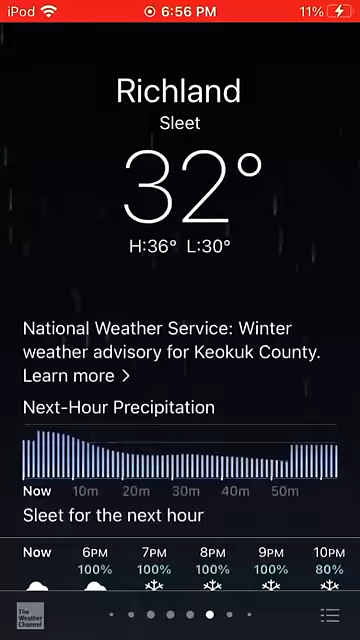 iPod 6:56 PM 11%
Richland
Sleet
32°
H:36° L:30°
National Weather Service: Winter
weather advisory for Keokuk County.
Learn more >
Next-Hour Precipitation
Now 10m 20m 30m 40m 50m
Sleet for the next hour
Now 6PM 7PM 8PM 9PM 10PM
100% 100% 100% 100% 80%
The
Weather
Channel